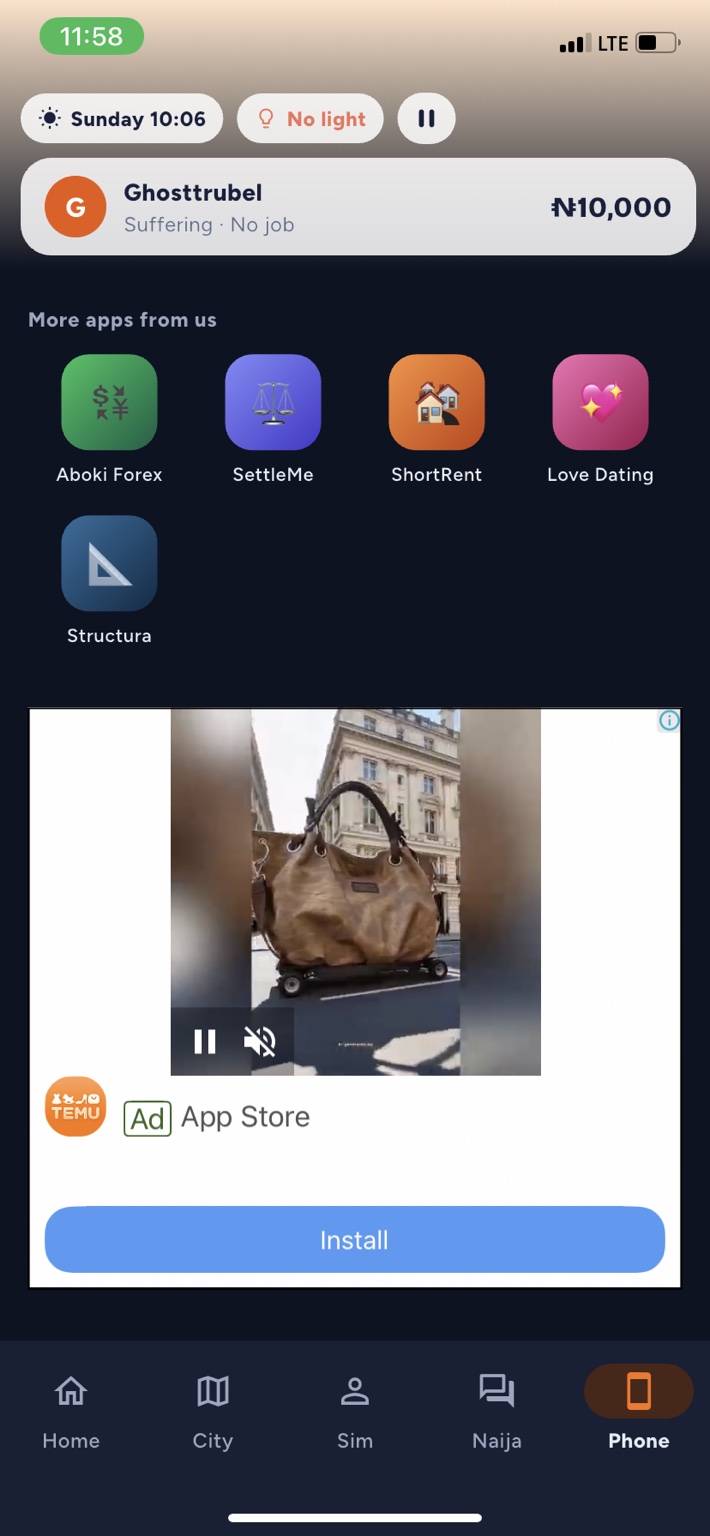 11:58
LTE
Sunday 10:06
No light
G
Ghosttrubel
Suffering · No job
₦10,000
More apps from us
Aboki Forex
SettleMe
ShortRent
Love Dating
Structura
TEMU
Ad App Store
Install
Home
City
Sim
Naija
Phone